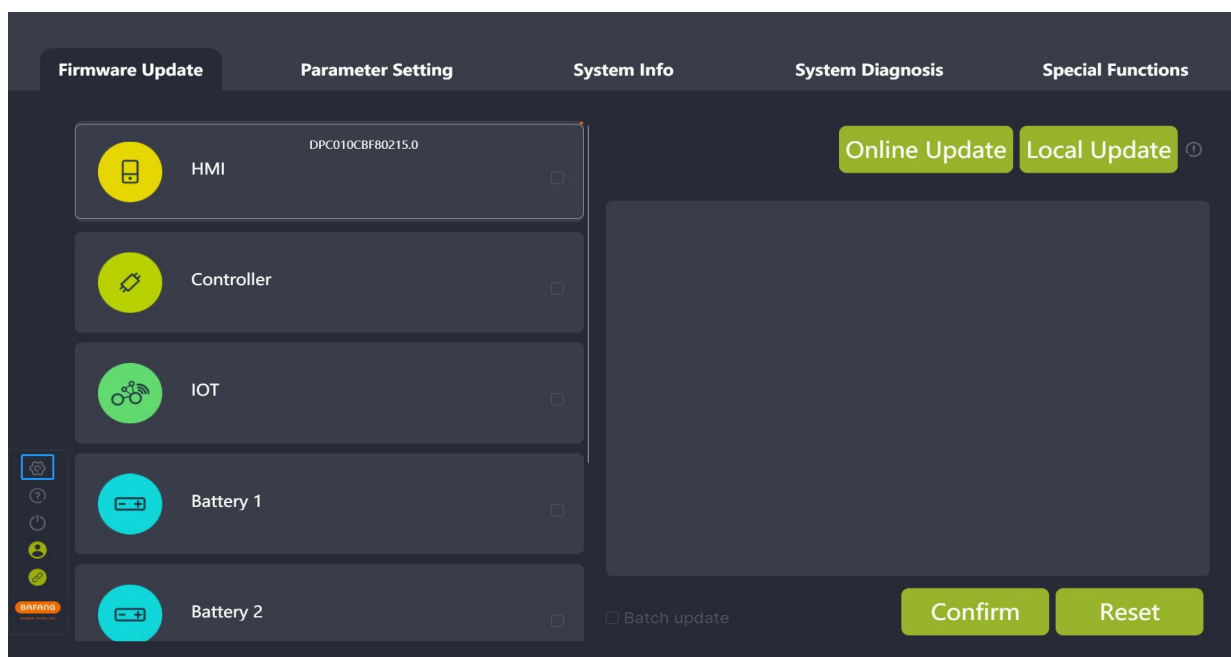 Firmware Update
Parameter Setting
System Info
System Diagnosis
Special Functions
DPC010CBF80215.0
HMI
Online Update
Local Update
Controller
IOT
Battery 1
Battery 2
BAFANG
Batch update
Confirm
Reset